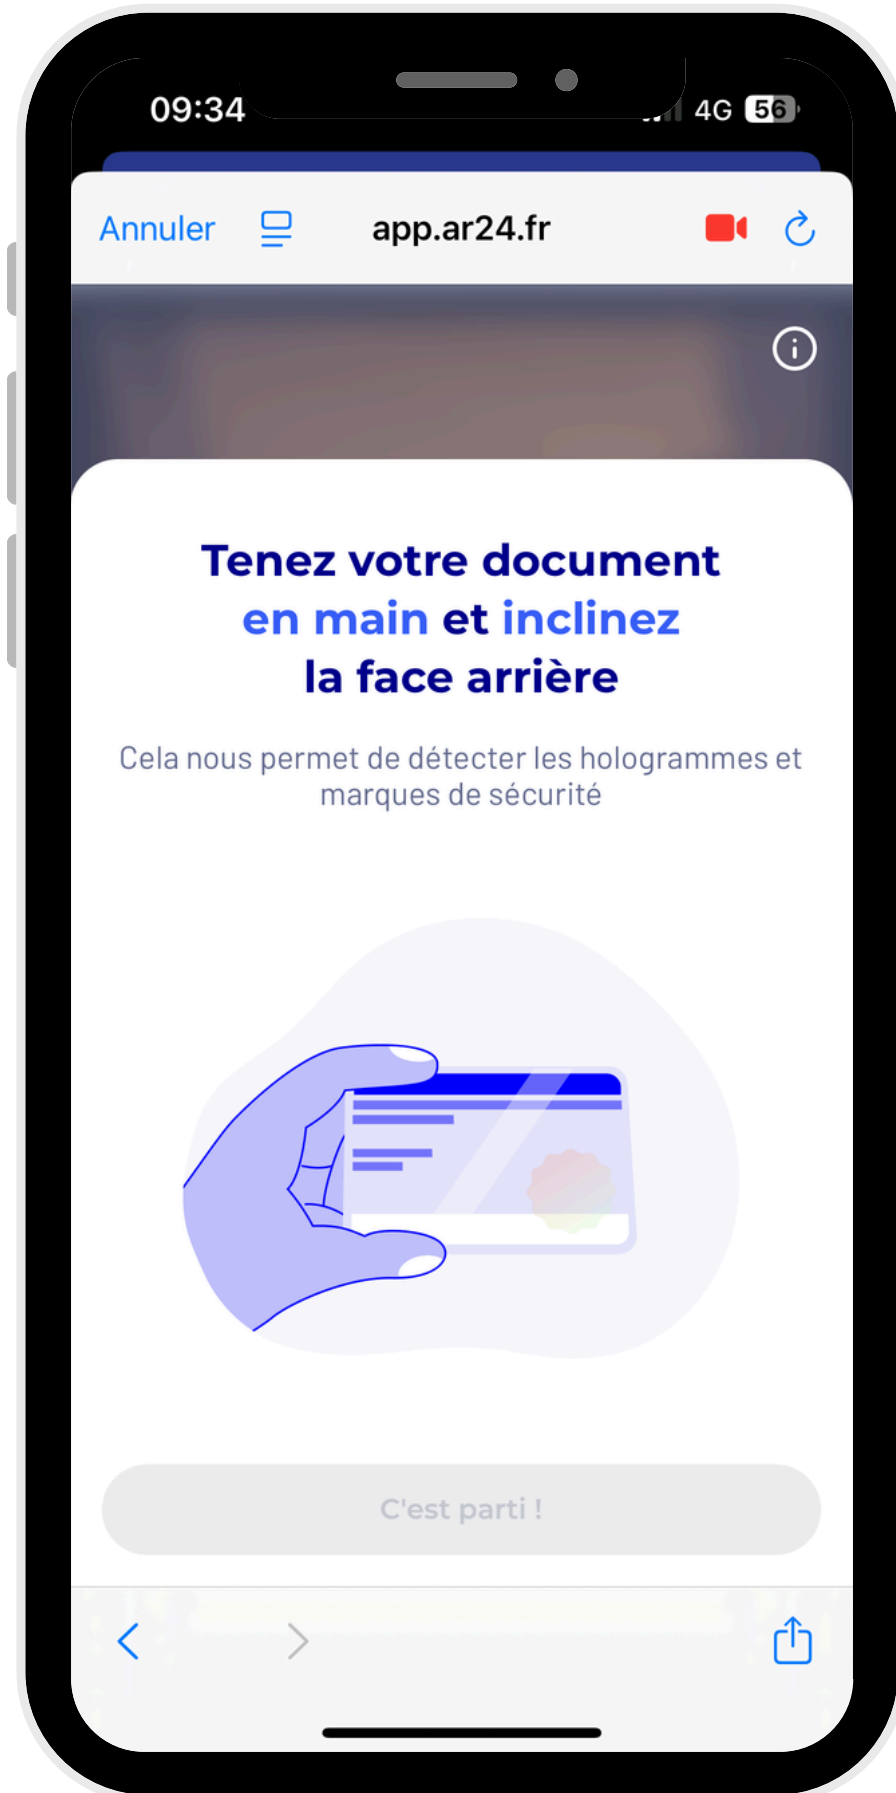 09:34
4G 56
Annuler
app.ar24.fr
Tenez votre document
en main et inclinez
la face arrière
Cela nous permet de détecter les hologrammes et
marques de sécurité
C'est parti !